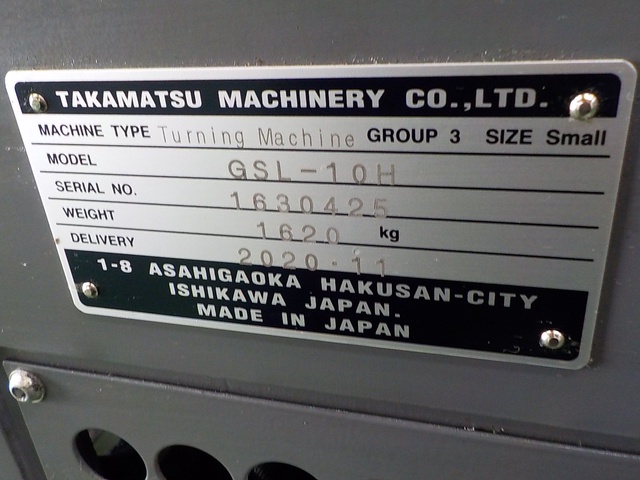 TAKAMATSU MACHINERY CO.,LTD.
MACHINE TYPE Turning Machine GROUP 3 SIZE Small
MODEL GSL-10H
SERIAL NO. 1630425
WEIGHT 1620 kg
DELIVERY 2020·11
1-8 ASAHIGAOKA HAKUSAN-CITY
ISHIKAWA JAPAN.
MADE IN JAPAN